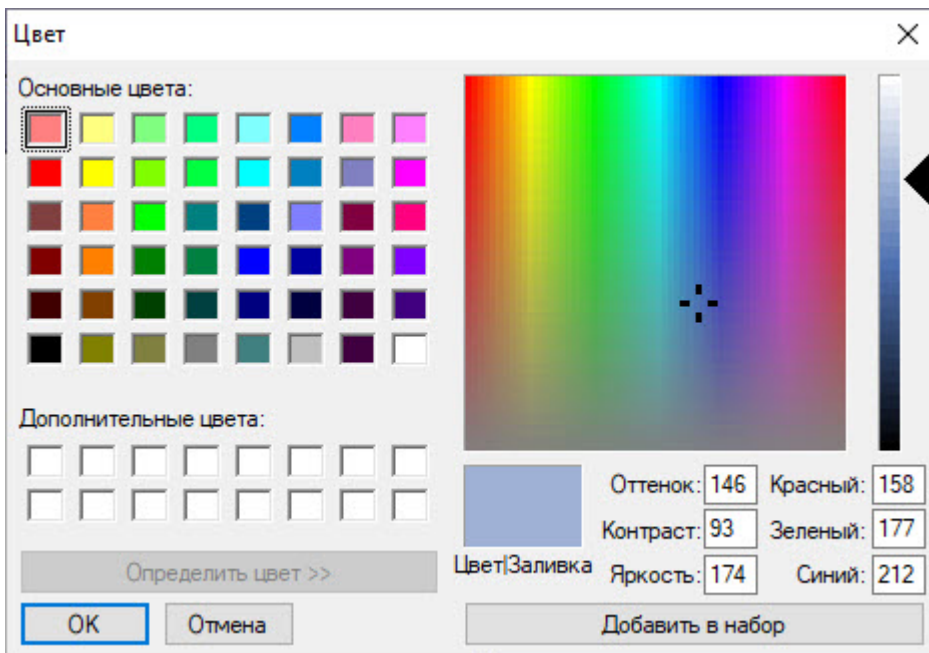 Цвет
Основные цвета:
Дополнительные цвета:
Определить цвет >>
ОК
Отмена
Цвет|Заливка
Оттенок: 146
Красный: 158
Контраст: 93
Зеленый: 177
Яркость: 174
Синий: 212
Добавить в набор